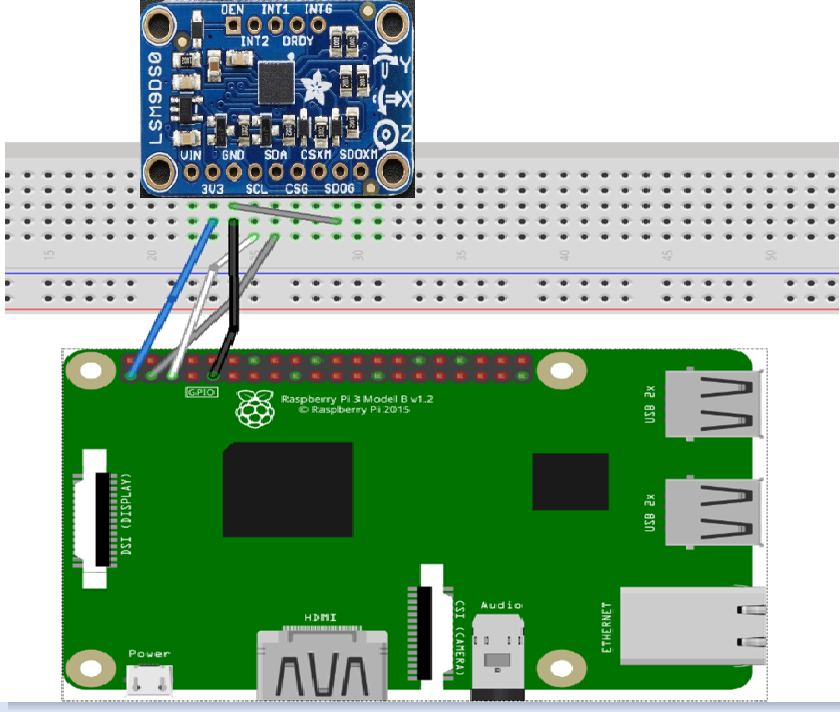 DEN INT1 INTG
INT2 DRDY
LSM9DS0
Y
X
Z
VIN GND SDA CSXM SDOXM
3V3 SCL CSG SDOG
15 20 25 30 35 40 45 50
GPIO
Raspberry Pi 3 Model B v1.2
© Raspberry Pi 2015
USB 2x
DSI (DISPLAY)
USB 2x
HDMI
CSI (CAMERA)
Audio
ETHERNET
Power